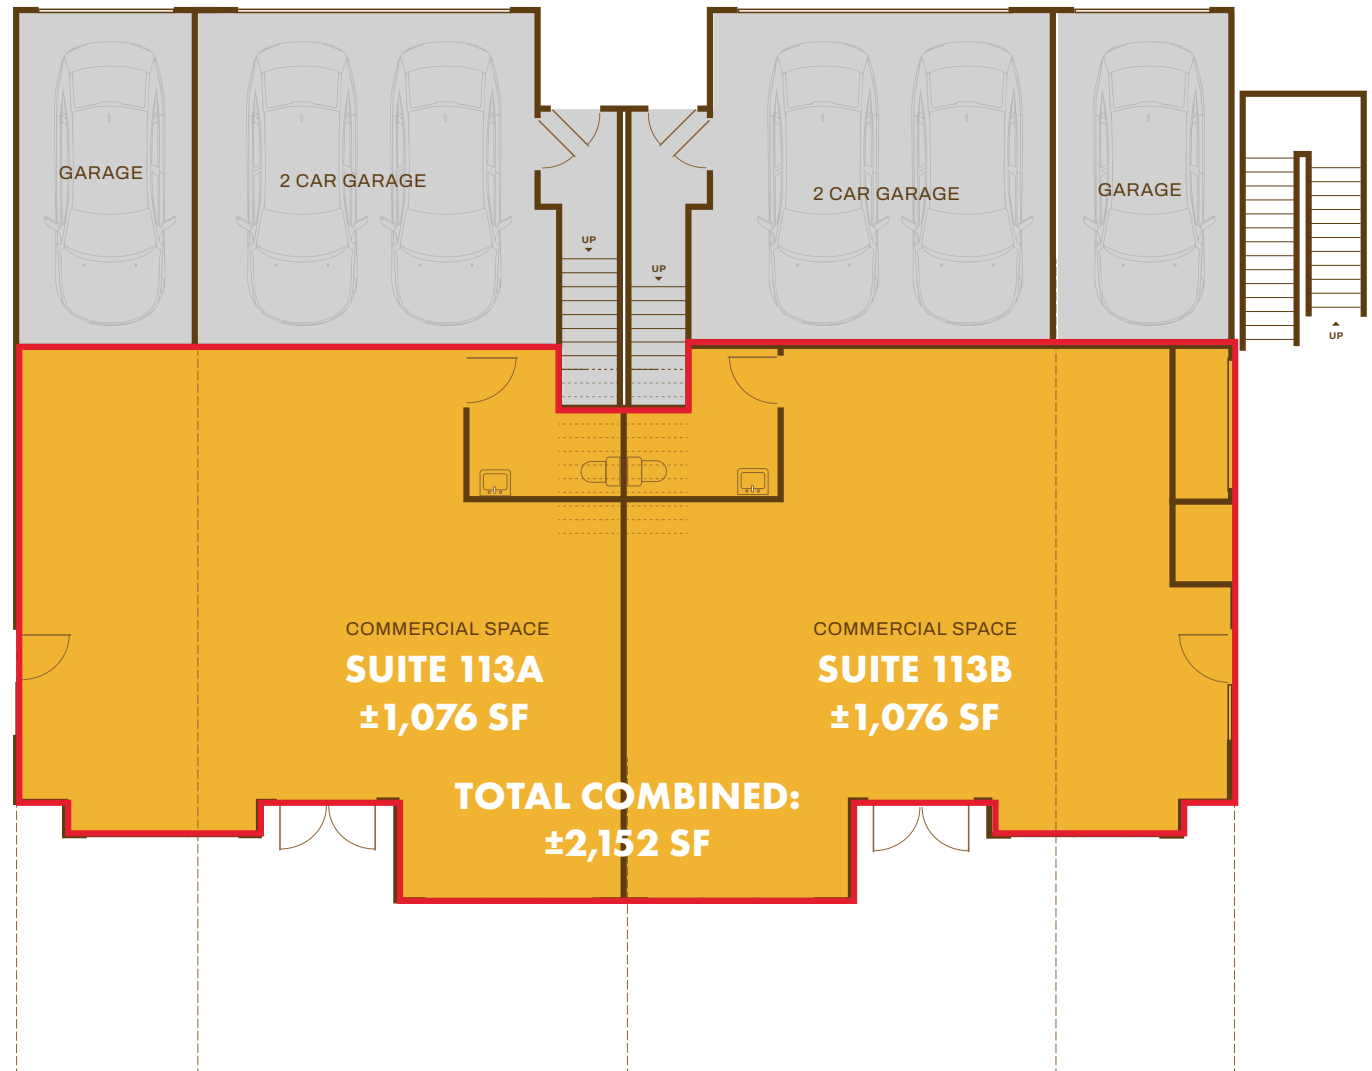 GARAGE
2 CAR GARAGE
2 CAR GARAGE
GARAGE
UP
UP
UP
COMMERCIAL SPACE
SUITE 113A
±1,076 SF
COMMERCIAL SPACE
SUITE 113B
±1,076 SF
TOTAL COMBINED:
±2,152 SF